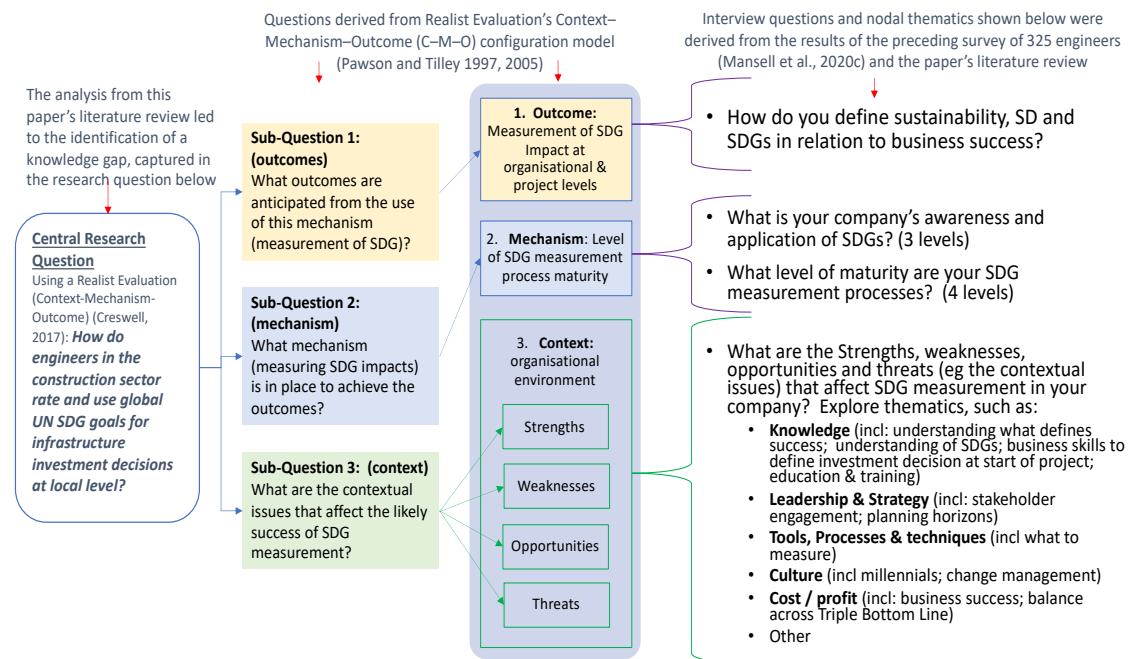 Questions derived from Realist Evaluation's Context–
Mechanism–Outcome (C–M–O) configuration model
(Pawson and Tilley 1997, 2005)
Interview questions and nodal thematics shown below were
derived from the results of the preceding survey of 325 engineers
(Mansell et al., 2020c) and the paper's literature review
The analysis from this
paper's literature review led
to the identification of a
knowledge gap, captured in
the research question below
Central Research
Question
Using a Realist Evaluation
(Context-Mechanism-
Outcome) (Creswell,
2017): How do
engineers in the
construction sector
rate and use global
UN SDG goals for
infrastructure
investment decisions
at local level?
Sub-Question 1:
(outcomes)
What outcomes are
anticipated from the use
of this mechanism
(measurement of SDG)?
Sub-Question 2:
(mechanism)
What mechanism
(measuring SDG impacts)
is in place to achieve the
outcomes?
Sub-Question 3: (context)
What are the contextual
issues that affect the likely
success of SDG
measurement?
1. Outcome:
Measurement of SDG
Impact at
organisational &
project levels
2. Mechanism: Level
of SDG measurement
process maturity
3. Context:
organisational
environment
Strengths
Weaknesses
Opportunities
Threats
• How do you define sustainability, SD and
SDGs in relation to business success?
• What is your company's awareness and
application of SDGs? (3 levels)
• What level of maturity are your SDG
measurement processes? (4 levels)
• What are the Strengths, weaknesses,
opportunities and threats (eg the contextual
issues) that affect SDG measurement in your
company? Explore thematics, such as:
• Knowledge (incl: understanding what defines
success; understanding of SDGs; business skills to
define investment decision at start of project;
education & training)
• Leadership & Strategy (incl: stakeholder
engagement; planning horizons)
• Tools, Processes & techniques (incl what to
measure)
• Culture (incl millennials; change management)
• Cost / profit (incl: business success; balance
across Triple Bottom Line)
• Other